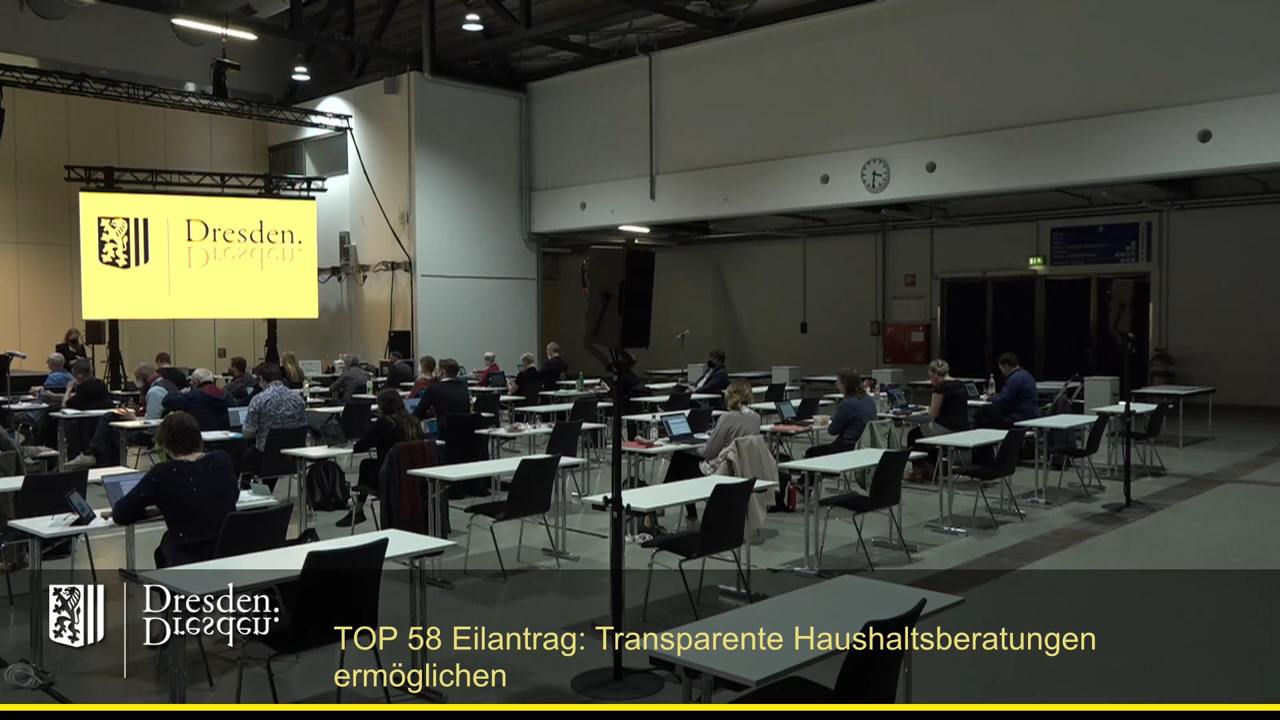 Dresden.
Dresden.
Dresden.
Dresden.
TOP 58 Eilantrag: Transparente Haushaltsberatungen
ermöglichen